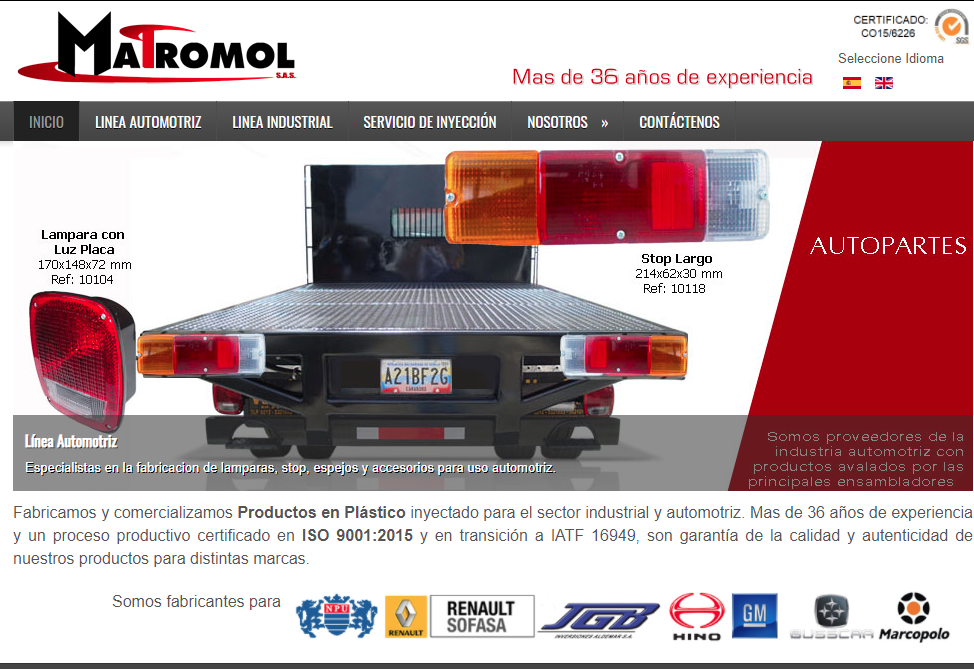 MATROMOL
S.A.S.
CERTIFICADO:
CO15/6226
SGS
Seleccione Idioma
Mas de 36 años de experiencia
INICIO
LINEA AUTOMOTRIZ
LINEA INDUSTRIAL
SERVICIO DE INYECCIÓN
NOSOTROS »
CONTÁCTENOS
Lampara con
Luz Placa
170x148x72 mm
Ref: 10104
Stop Largo
214x62x30 mm
Ref: 10118
AUTOPARTES
A21BF2G
CARABOBO
Línea Automotriz
Especialistas en la fabricacion de lamparas, stop, espejos y accesorios para uso automotriz.
Somos proveedores de la
industria automotriz con
productos avalados por las
principales ensambladores
Fabricamos y comercializamos Productos en Plástico inyectado para el sector industrial y automotriz. Mas de 36 años de experiencia
y un proceso productivo certificado en ISO 9001:2015 y en transición a IATF 16949, son garantía de la calidad y autenticidad de
nuestros productos para distintas marcas.
Somos fabricantes para
NPU
RENAULT
RENAULT
SOFASA
JGB
INVERSIONES ALDEMAR S.A.
HINO
GM
BUSSCAR
Marcopolo